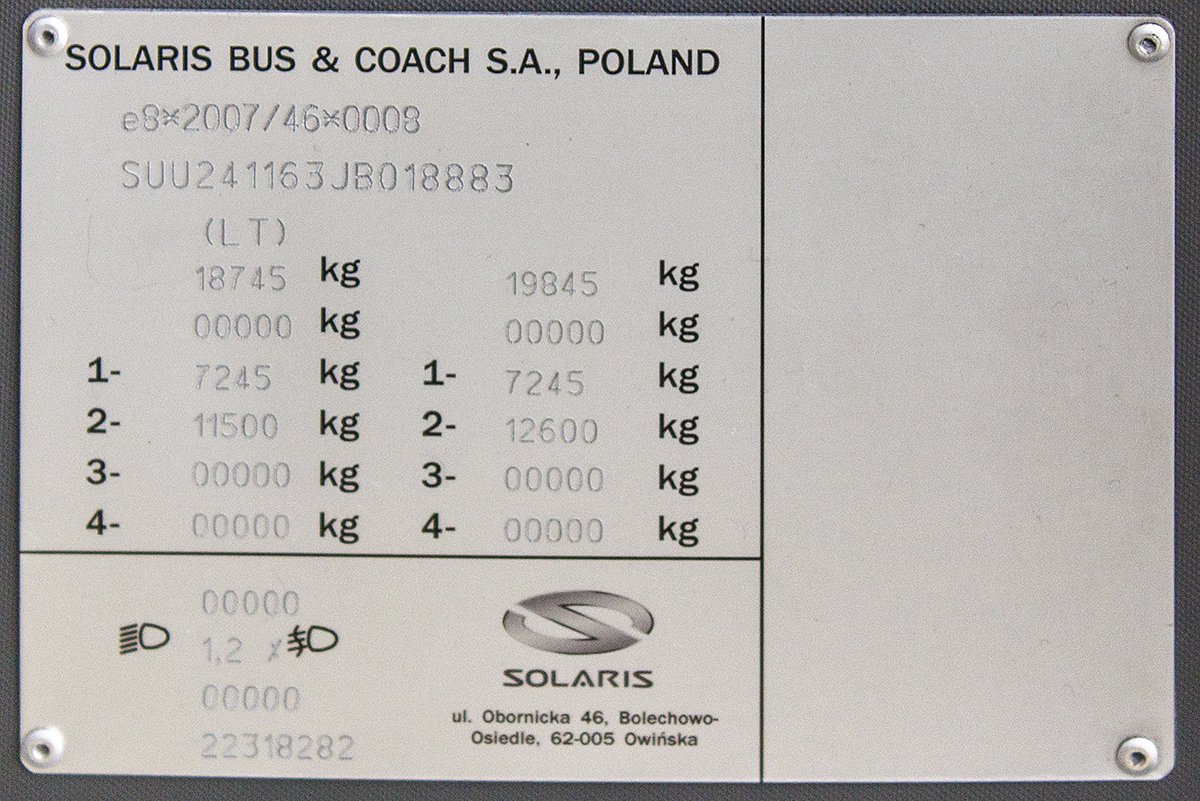 SOLARIS BUS & COACH S.A., POLAND
e8*2007/46*0008
SUU241163JB018883
(LT)
18745 kg 19845 kg
00000 kg 00000 kg
1- 7245 kg 1- 7245 kg
2- 11500 kg 2- 12600 kg
3- 00000 kg 3- 00000 kg
4- 00000 kg 4- 00000 kg
00000
1,2
00000
22318282
SOLARIS
ul. Obornicka 46, Bolechowo-
Osiedle, 62-005 Owińska